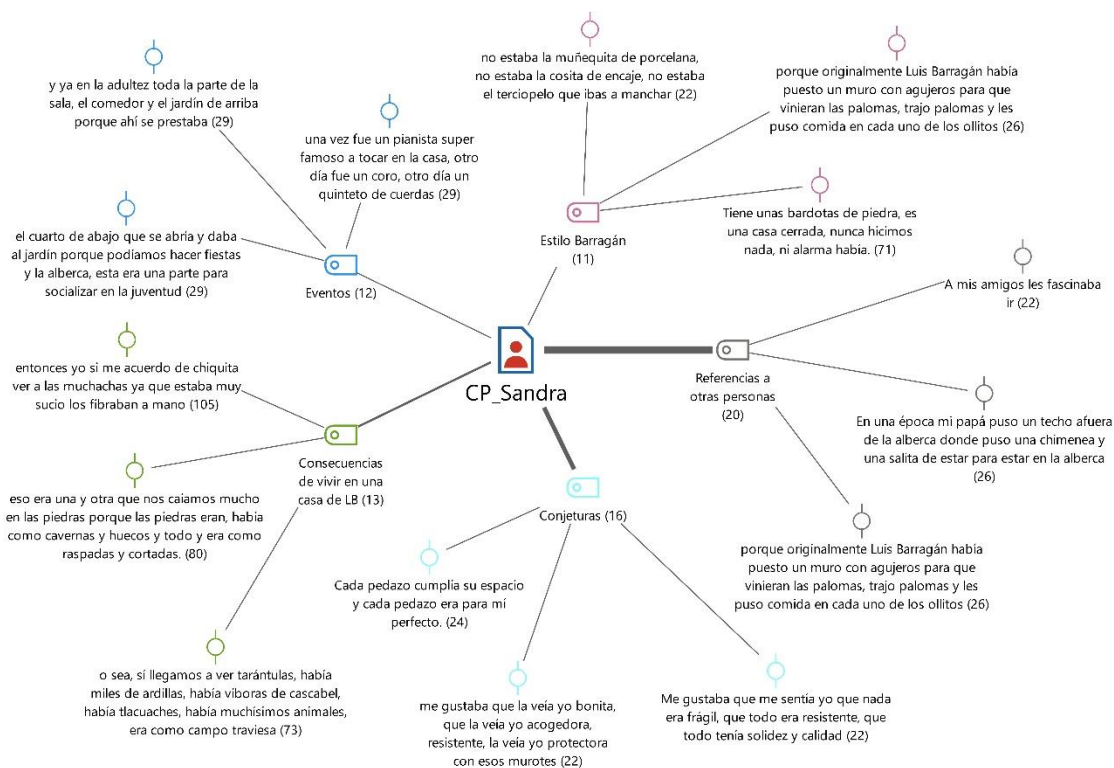 y ya en la adultez toda la parte de la
sala, el comedor y el jardín de arriba
porque ahí se prestaba (29)
una vez fue un pianista super
famoso a tocar en la casa, otro
día fue un coro, otro día un
quinteto de cuerdas (29)
el cuarto de abajo que se abría y daba
al jardín porque podíamos hacer fiestas
y la alberca, esta era una parte para
socializar en la juventud (29)
Eventos (12)
no estaba la muñequita de porcelana,
no estaba la cosita de encaje, no estaba
el terciopelo que ibas a manchar (22)
porque originalmente Luis Barragán había
puesto un muro con agujeros para que
vinieran las palomas, trajo palomas y les
puso comida en cada uno de los ollitos (26)
Tiene unas bardotas de piedra, es
una casa cerrada, nunca hicimos
nada, ni alarma había. (71)
Estilo Barragán
(11)
A mis amigos les fascinaba
ir (22)
CP_Sandra
Referencias a
otras personas
(20)
En una época mi papá puso un techo afuera
de la alberca donde puso una chimenea y
una salita de estar para estar en la alberca
(26)
porque originalmente Luis Barragán había
puesto un muro con agujeros para que
vinieran las palomas, trajo palomas y les
puso comida en cada uno de los ollitos (26)
entonces yo si me acuerdo de chiquita
ver a las muchachas ya que estaba muy
sucio los fibraban a mano (105)
Consecuencias
de vivir en una
casa de LB (13)
eso era una y otra que nos caíamos mucho
en las piedras porque las piedras eran, había
como cavernas y huecos y todo y era como
raspadas y cortadas. (80)
o sea, sí llegamos a ver tarántulas, había
miles de ardillas, había víboras de cascabel,
había tlacuaches, había muchísimos animales,
era como campo traviesa (73)
Conjeturas (16)
Cada pedazo cumplía su espacio
y cada pedazo era para mí
perfecto. (24)
me gustaba que la veía yo bonita,
que la veía yo acogedora,
resistente, la veía yo protectora
con esos murotes (22)
Me gustaba que me sentía yo que nada
era frágil, que todo era resistente, que
todo tenía solidez y calidad (22)